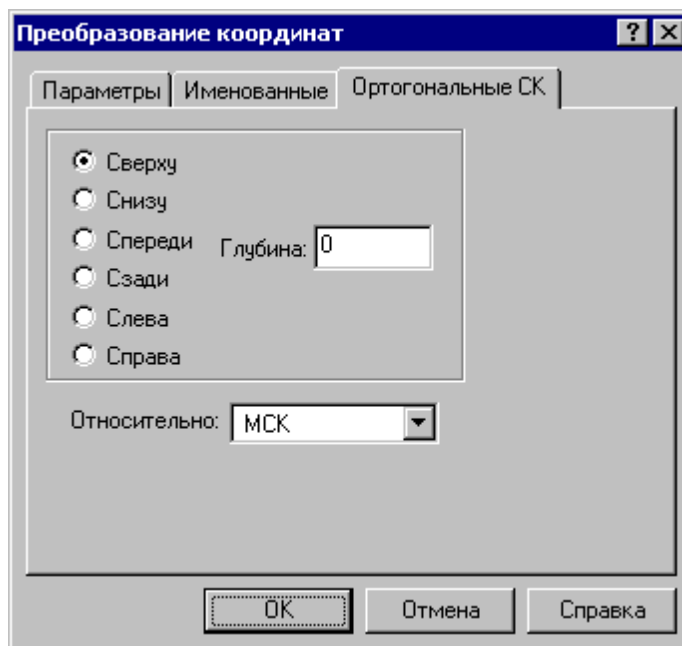 Преобразование координат
Параметры Именованные Ортогональные СК
Сверху
Снизу
Спереди
Глубина: 0
Сзади
Слева
Справа
Относительно: МСК
OK Отмена Справка